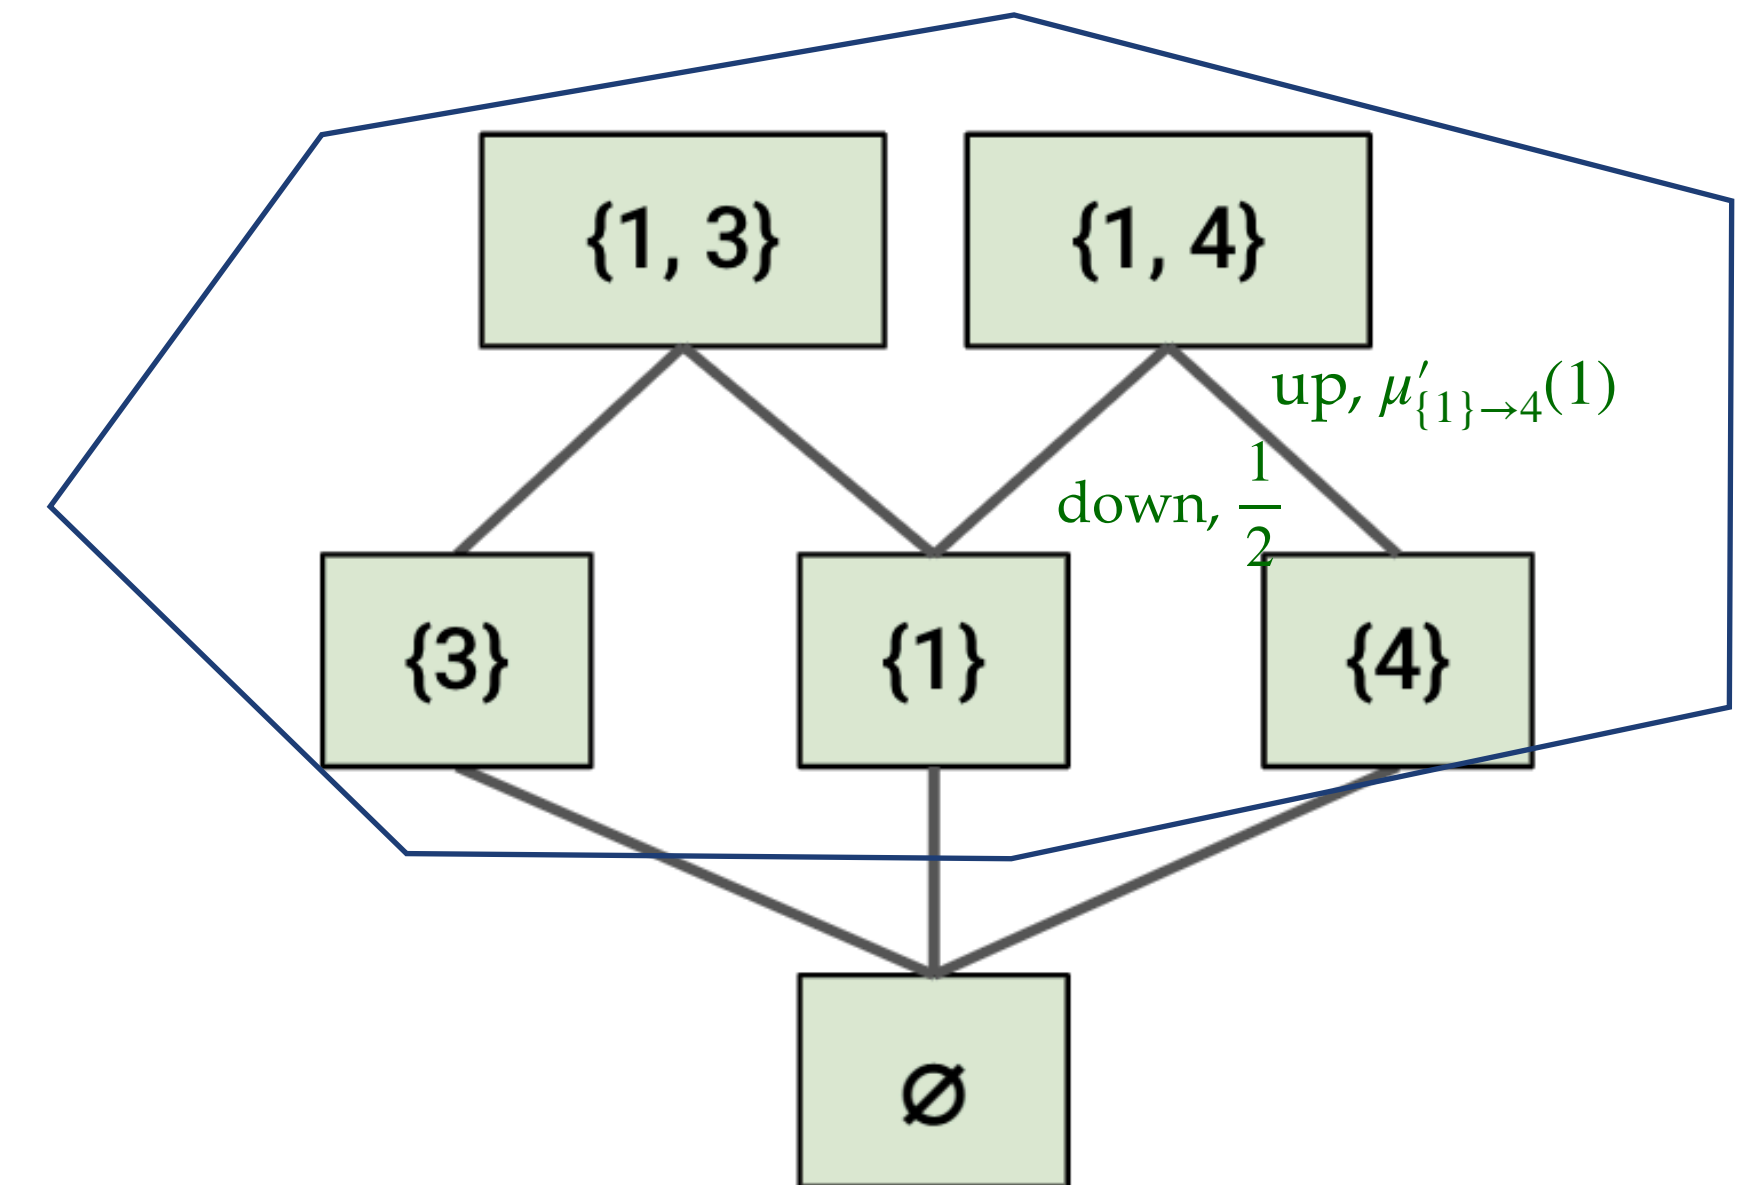 {1, 3} {1, 4}
up, μ′_{{1}→4}(1)
down, 1/2
{3} {1} {4}
∅